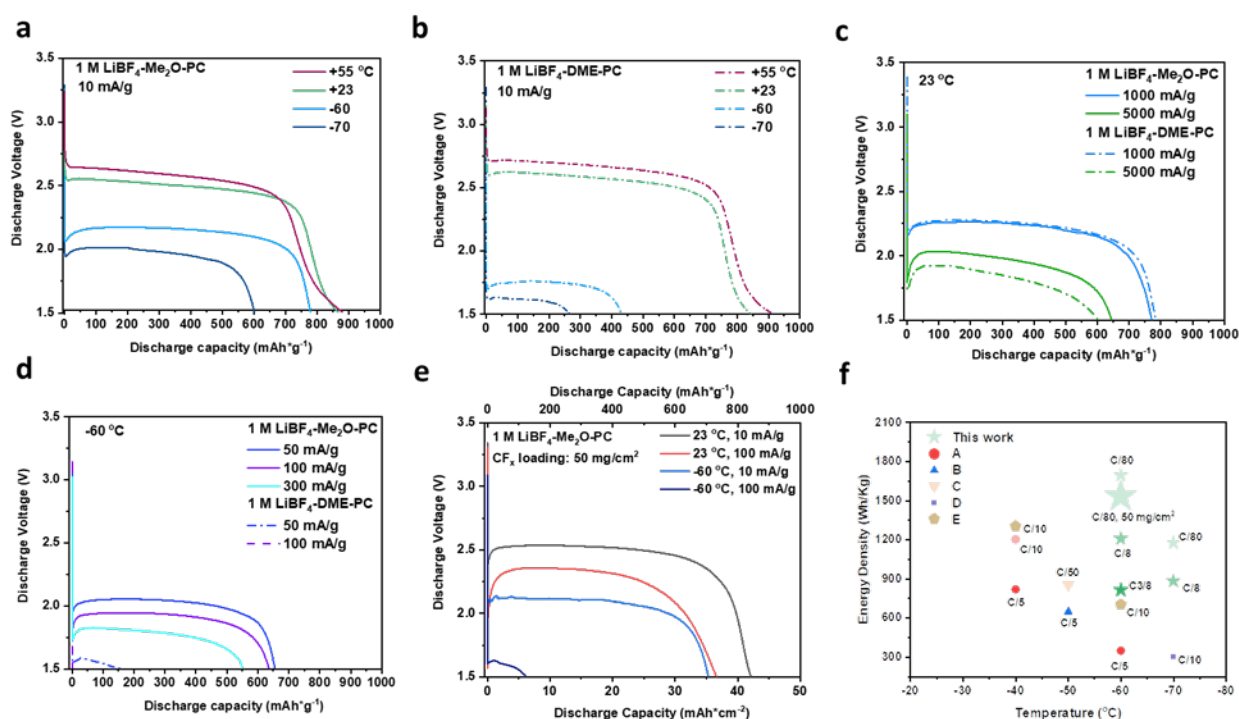 a
1 M LiBF₄-Me₂O-PC
10 mA/g
+55 °C
+23
-60
-70
3.5
3.0
2.5
2.0
1.5
Discharge Voltage (V)
0 100 200 300 400 500 600 700 800 900 1000
Discharge capacity (mAh*g⁻¹)
b
1 M LiBF₄-DME-PC
10 mA/g
+55 °C
+23
-60
-70
3.5
3.0
2.5
2.0
1.5
Discharge Voltage (V)
0 100 200 300 400 500 600 700 800 900 1000
Discharge capacity (mAh*g⁻¹)
c
23 °C
1 M LiBF₄-Me₂O-PC
1000 mA/g
5000 mA/g
1 M LiBF₄-DME-PC
1000 mA/g
5000 mA/g
3.5
3.0
2.5
2.0
1.5
Discharge Voltage (V)
0 100 200 300 400 500 600 700 800 900 1000
Discharge capacity (mAh*g⁻¹)
d
-60 °C
1 M LiBF₄-Me₂O-PC
50 mA/g
100 mA/g
300 mA/g
1 M LiBF₄-DME-PC
50 mA/g
100 mA/g
3.5
3.0
2.5
2.0
1.5
Discharge Voltage (V)
0 100 200 300 400 500 600 700 800 900 1000
Discharge capacity (mAh*g⁻¹)
e
Discharge Capacity (mAh*g⁻¹)
0 200 400 600 800 1000
1 M LiBF₄-Me₂O-PC
CFₓ loading: 50 mg/cm²
23 °C, 10 mA/g
23 °C, 100 mA/g
-60 °C, 10 mA/g
-60 °C, 100 mA/g
3.5
3.0
2.5
2.0
1.5
Discharge Voltage (V)
0 10 20 30 40 50
Discharge Capacity (mAh*cm⁻²)
f
This work
A
B
C
D
E
2100
1800
1500
1200
900
600
300
Energy Density (Wh/Kg)
C/80
C/80, 50 mg/cm²
C/10
C/10
C/8
C/80
C/5
C/50
C3/8
C/8
C/5
C/10
C/5
C/10
-20 -30 -40 -50 -60 -70 -80
Temperature (°C)